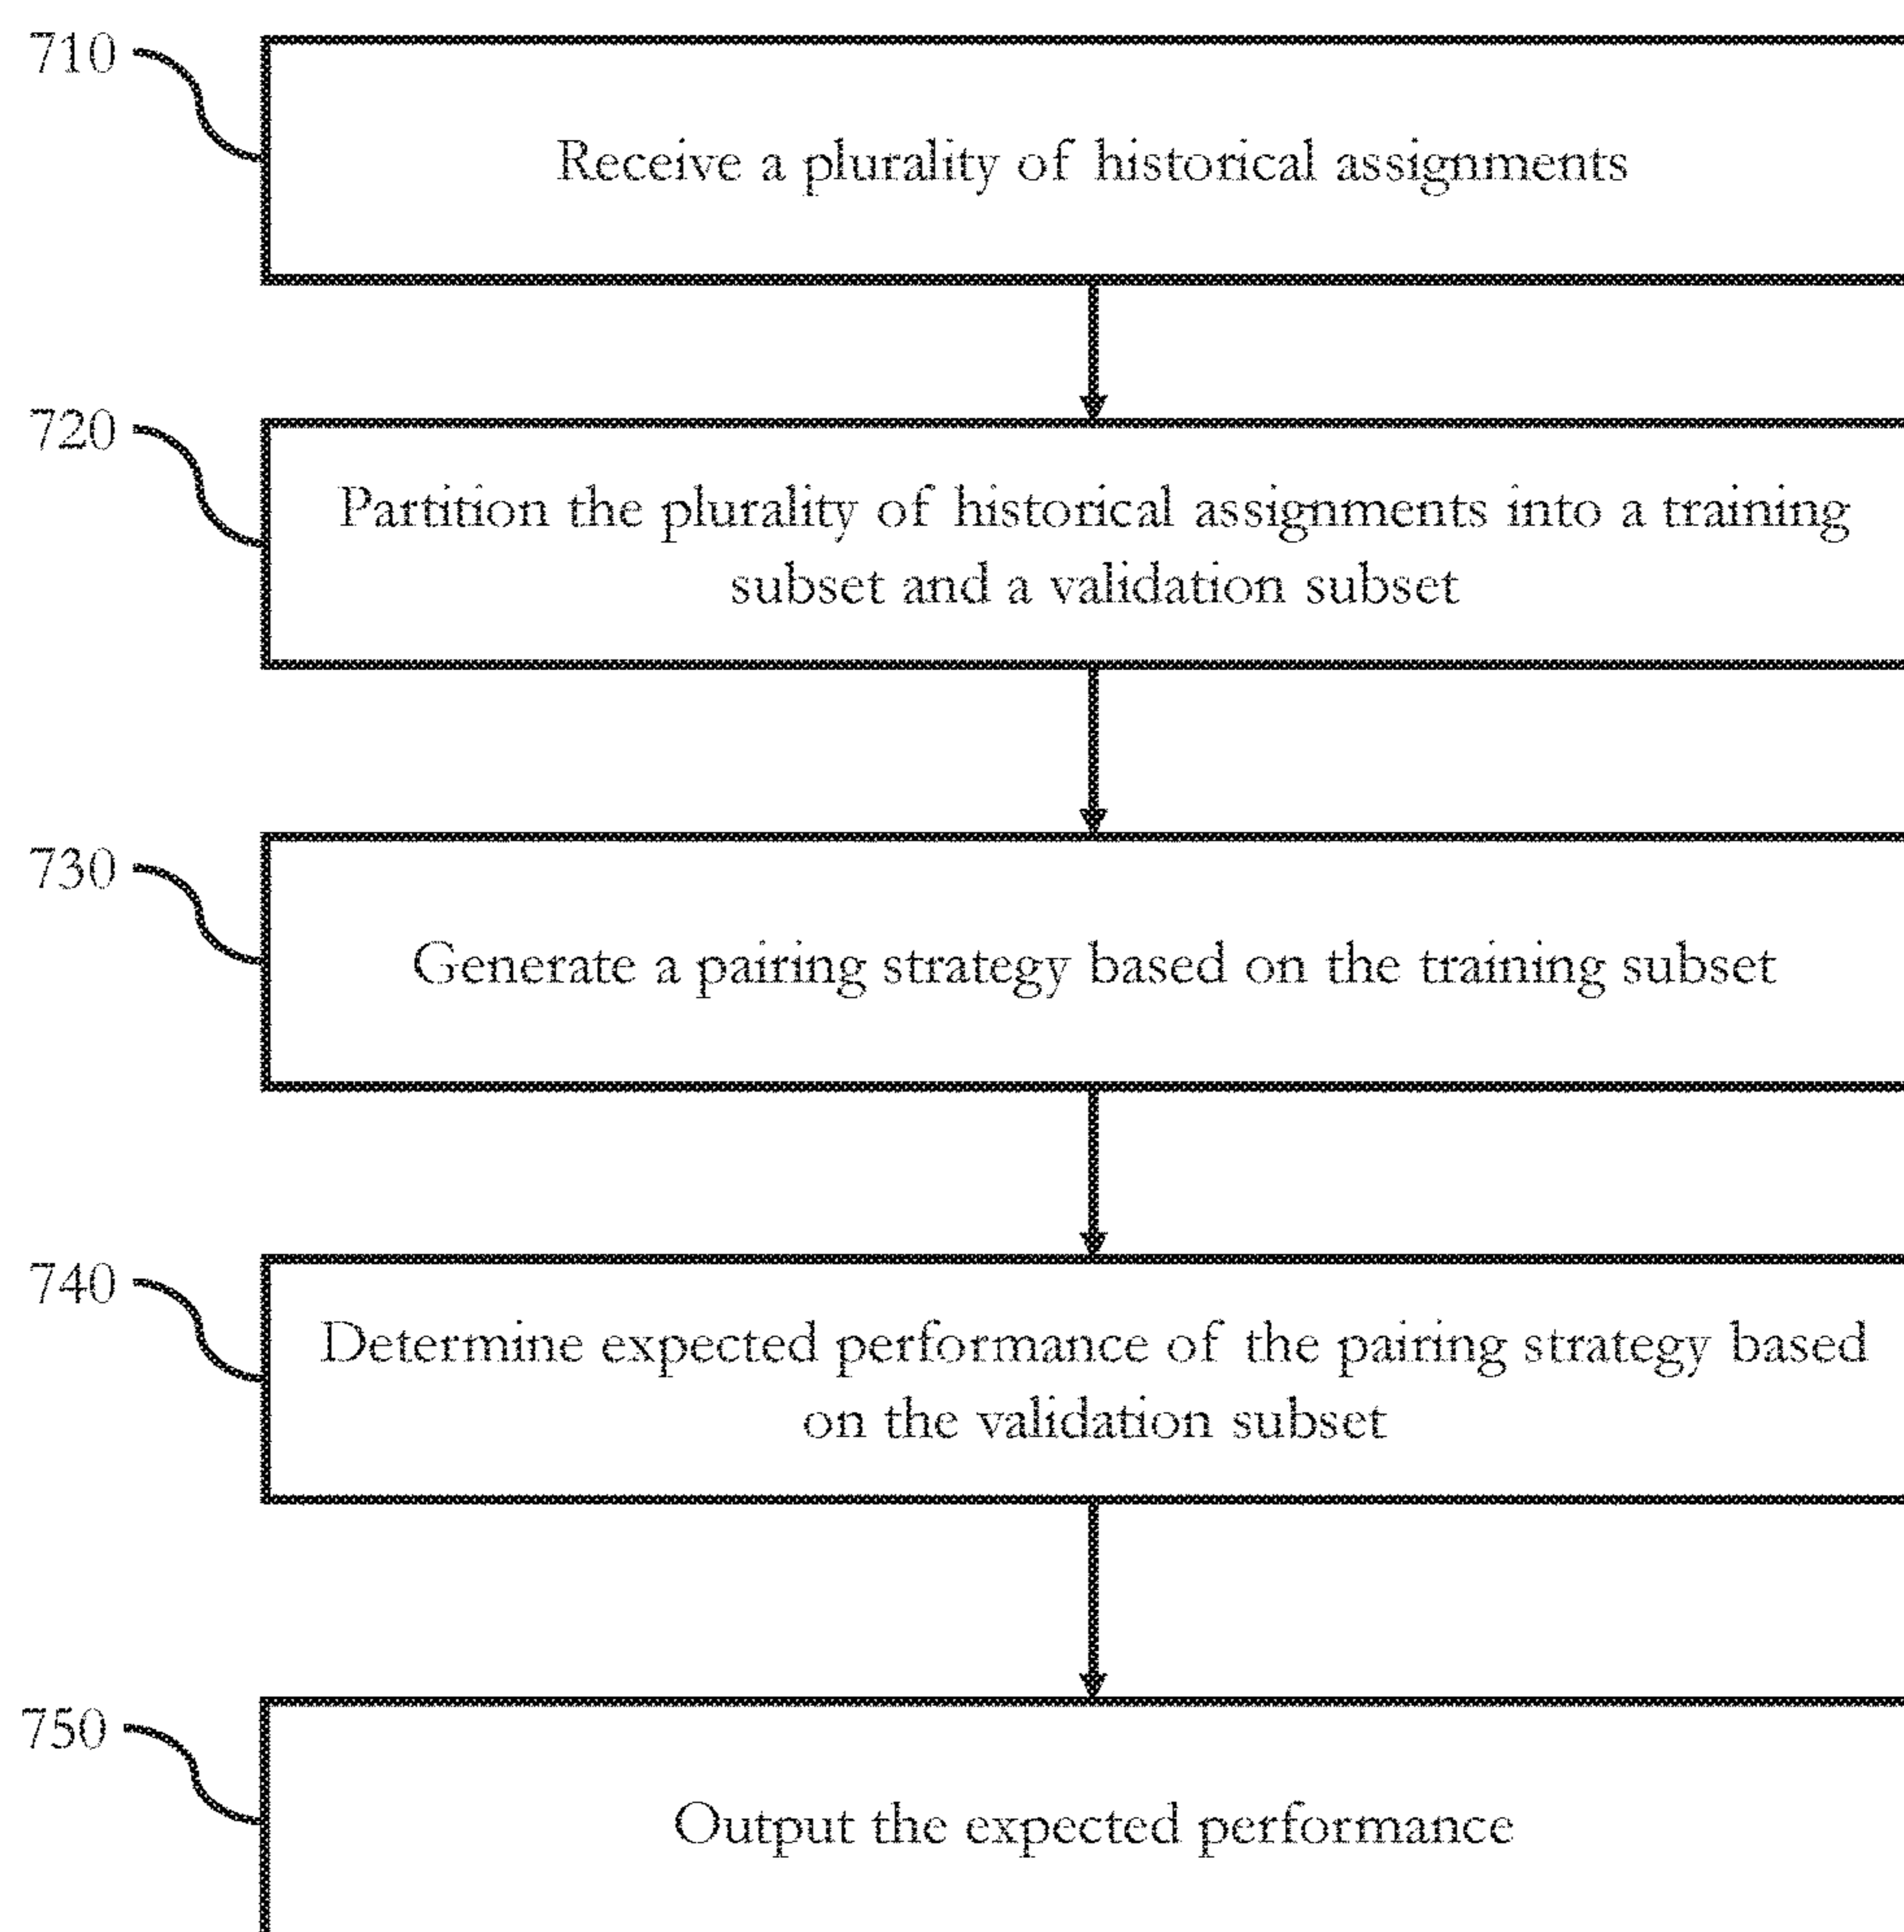 710
Receive a plurality of historical assignments
720
Partition the plurality of historical assignments into a training
subset and a validation subset
730
Generate a pairing strategy based on the training subset
740
Determine expected performance of the pairing strategy based
on the validation subset
750
Output the expected performance